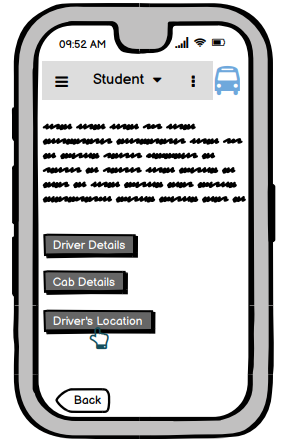 09:52 AM
Student
Driver Details
Cab Details
Driver's Location
Back